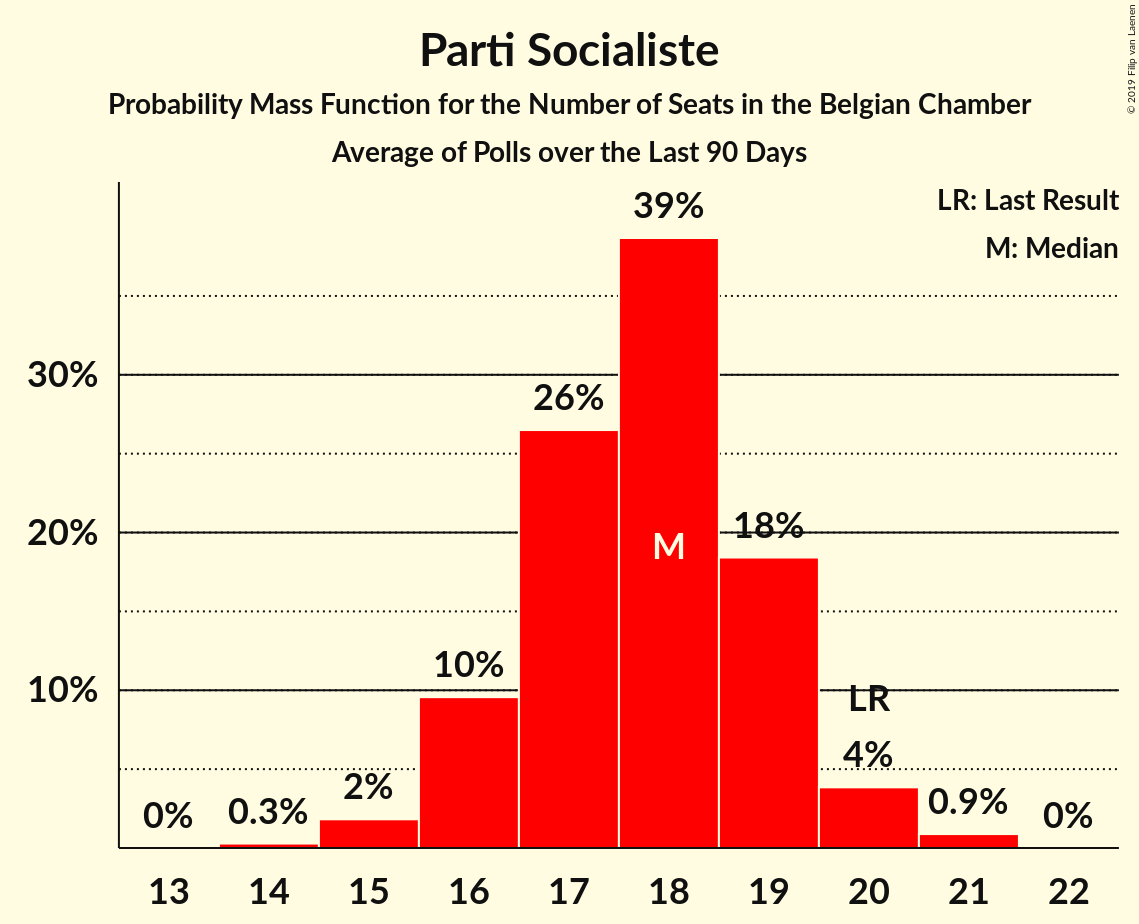 Parti Socialiste
Probability Mass Function for the Number of Seats in the Belgian Chamber
Average of Polls over the Last 90 Days
© 2019 Filip van Laenen
LR: Last Result
M: Median
39%
30%
26%
20%
18%
M
10%
10%
LR
4%
2%
0%
0.3%
0.9%
0%
13 14 15 16 17 18 19 20 21 22